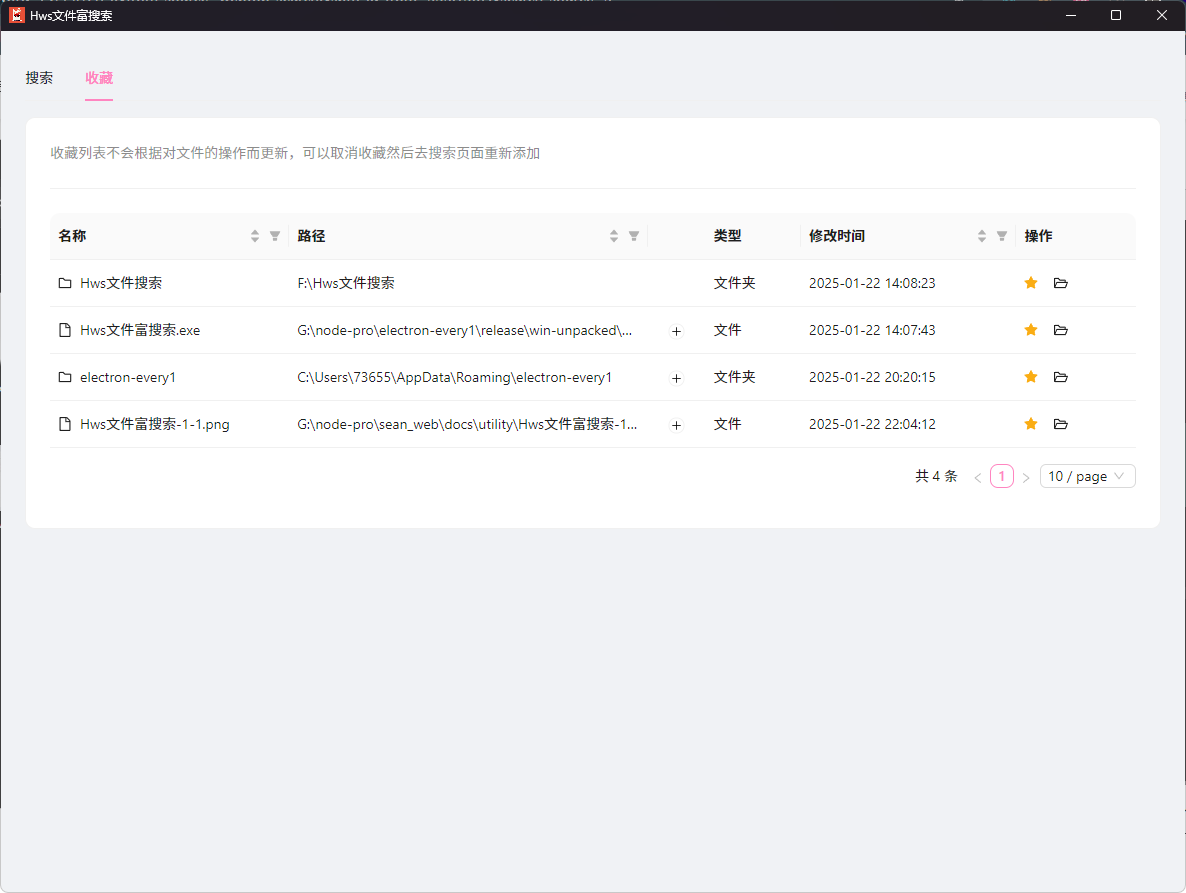 Hws文件富搜索
搜索 收藏
收藏列表不会根据对文件的操作而更新，可以取消收藏然后去搜索页面重新添加
名称 路径 类型 修改时间 操作
Hws文件搜索 F:\Hws文件搜索 文件夹 2025-01-22 14:08:23
Hws文件富搜索.exe G:\node-pro\electron-every1\release\win-unpacked\... 文件 2025-01-22 14:07:43
electron-every1 C:\Users\73655\AppData\Roaming\electron-every1 文件夹 2025-01-22 20:20:15
Hws文件富搜索-1-1.png G:\node-pro\sean_web\docs\utility\Hws文件富搜索-1... 文件 2025-01-22 22:04:12
共 4 条 < 1 > 10 / page